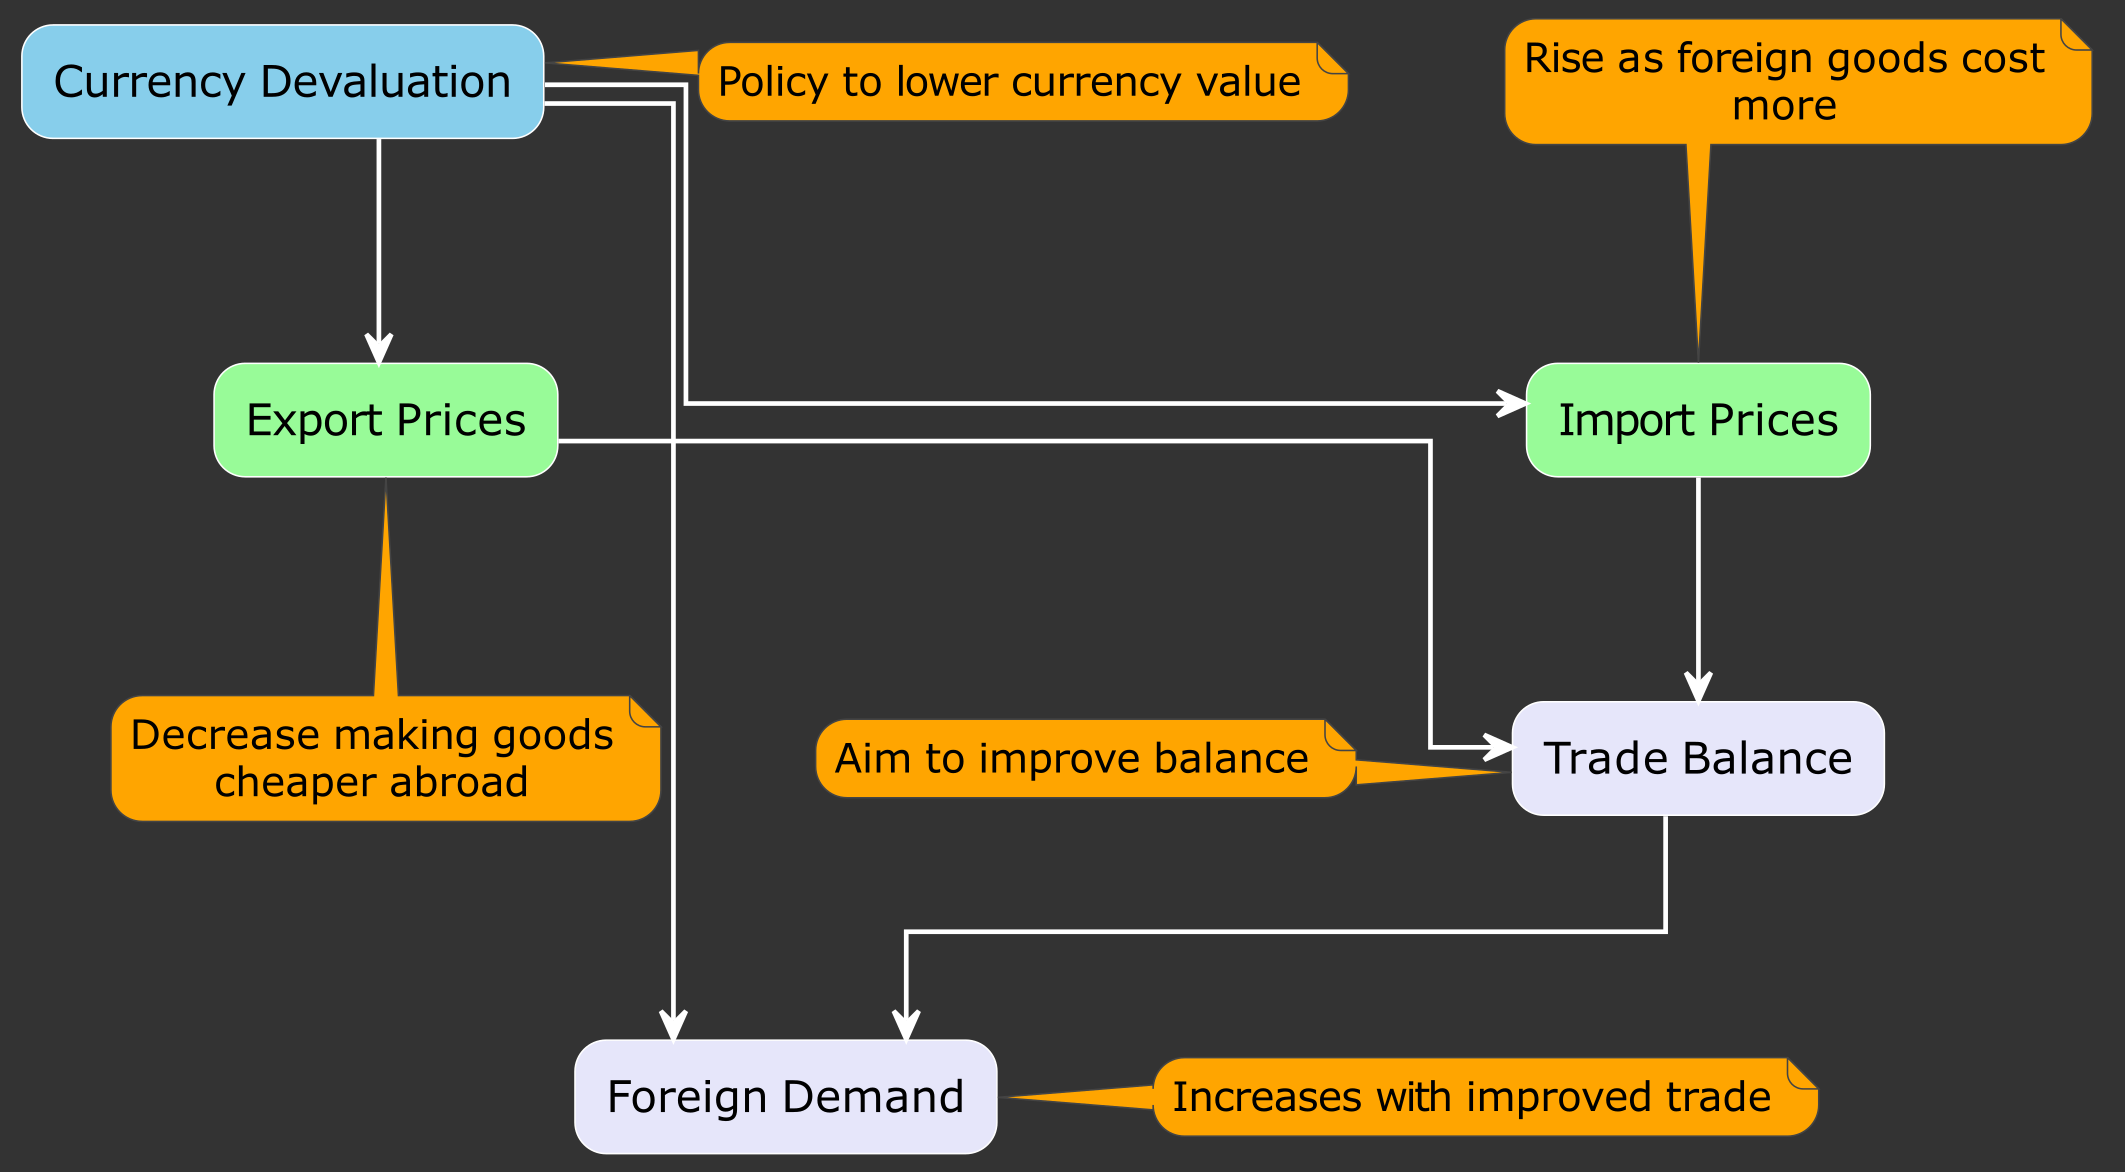 Currency Devaluation
Policy to lower currency value
Rise as foreign goods cost
more
Export Prices
Import Prices
Decrease making goods
cheaper abroad
Aim to improve balance
Trade Balance
Foreign Demand
Increases with improved trade